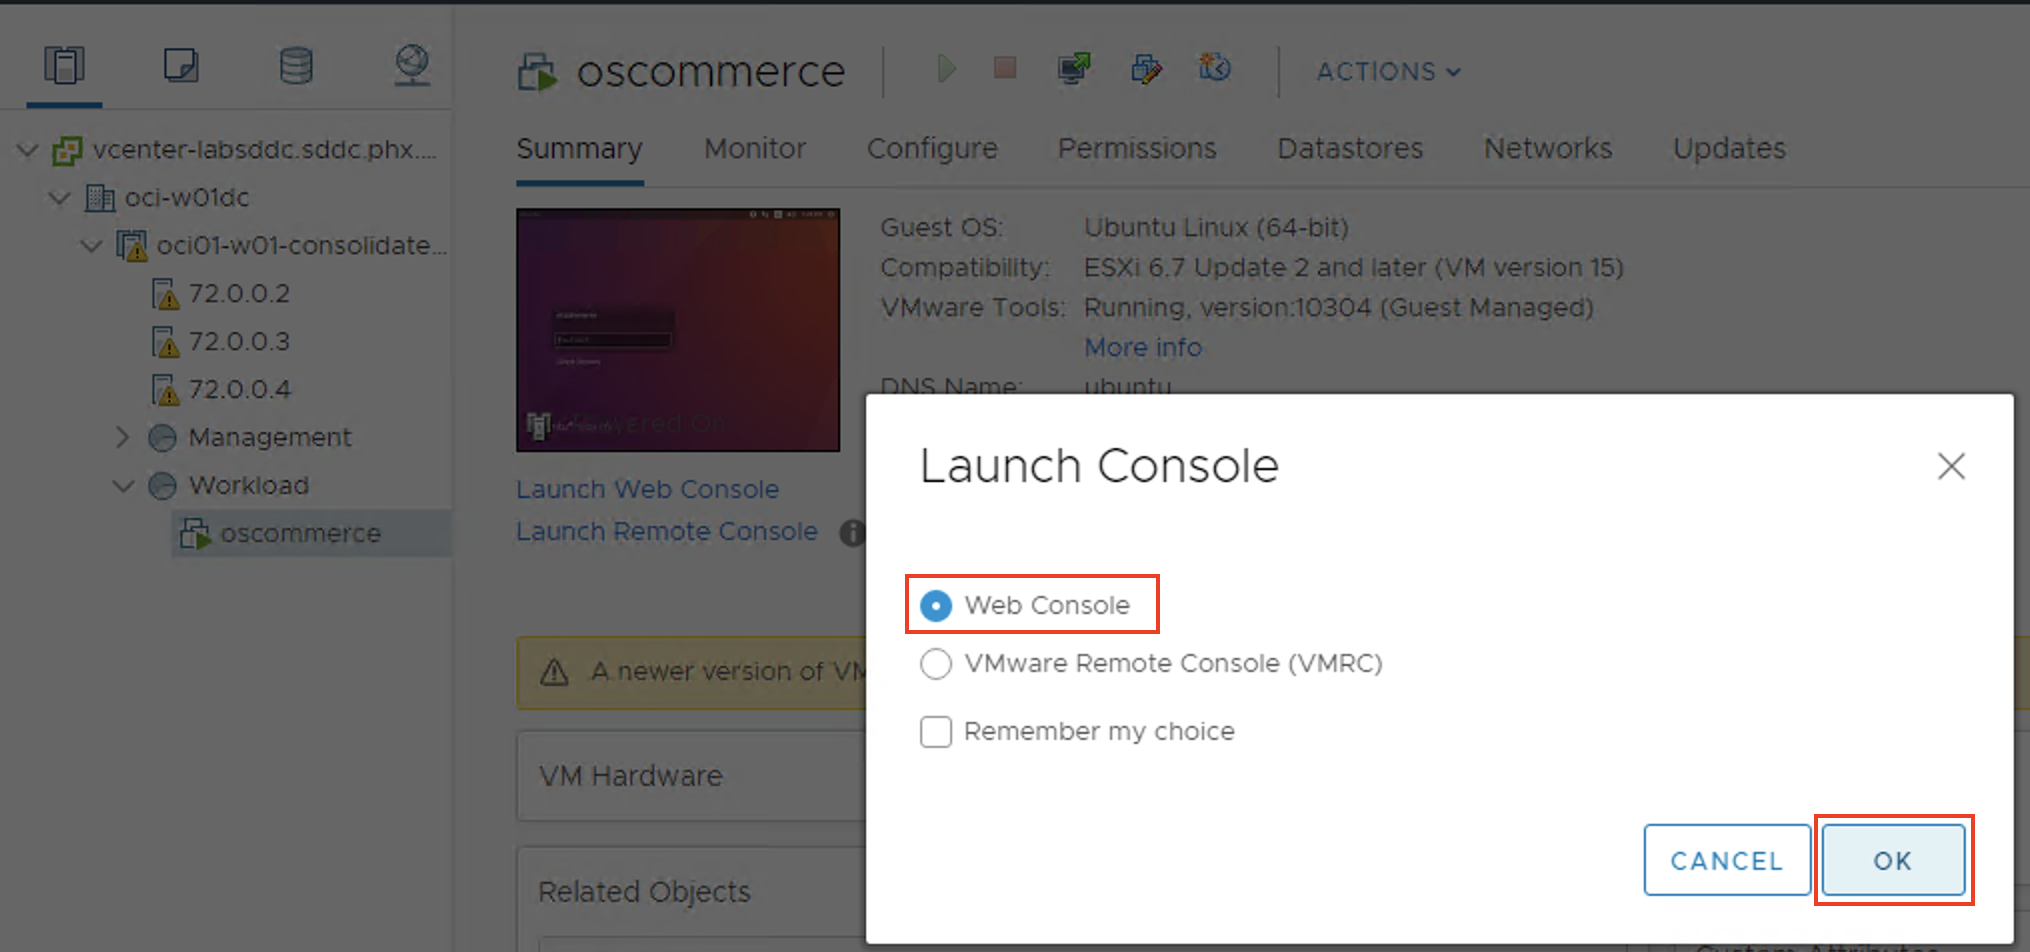 oscommerce
ACTIONS
vcenter-labsddc.sddc.phx....
oci-w01dc
oci01-w01-consolidate...
72.0.0.2
72.0.0.3
72.0.0.4
Management
Workload
oscommerce
Summary Monitor Configure Permissions Datastores Networks Updates
Powered On
Launch Web Console
Launch Remote Console
Guest OS: Ubuntu Linux (64-bit)
Compatibility: ESXi 6.7 Update 2 and later (VM version 15)
VMware Tools: Running, version:10304 (Guest Managed)
More info
DNS Name: ubuntu
A newer version of VM
VM Hardware
Related Objects
Launch Console
Web Console
VMware Remote Console (VMRC)
Remember my choice
CANCEL OK
Custom Attributes